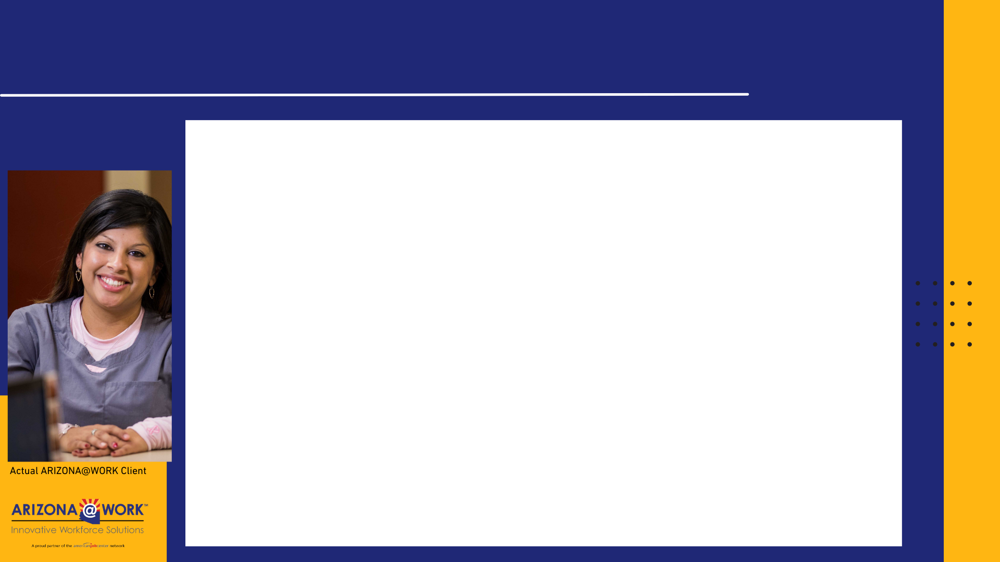 Actual ARIZONA@WORK Client
ARIZONA@WORK™
Innovative Workforce Solutions
A proud partner of the americanjobcenter network